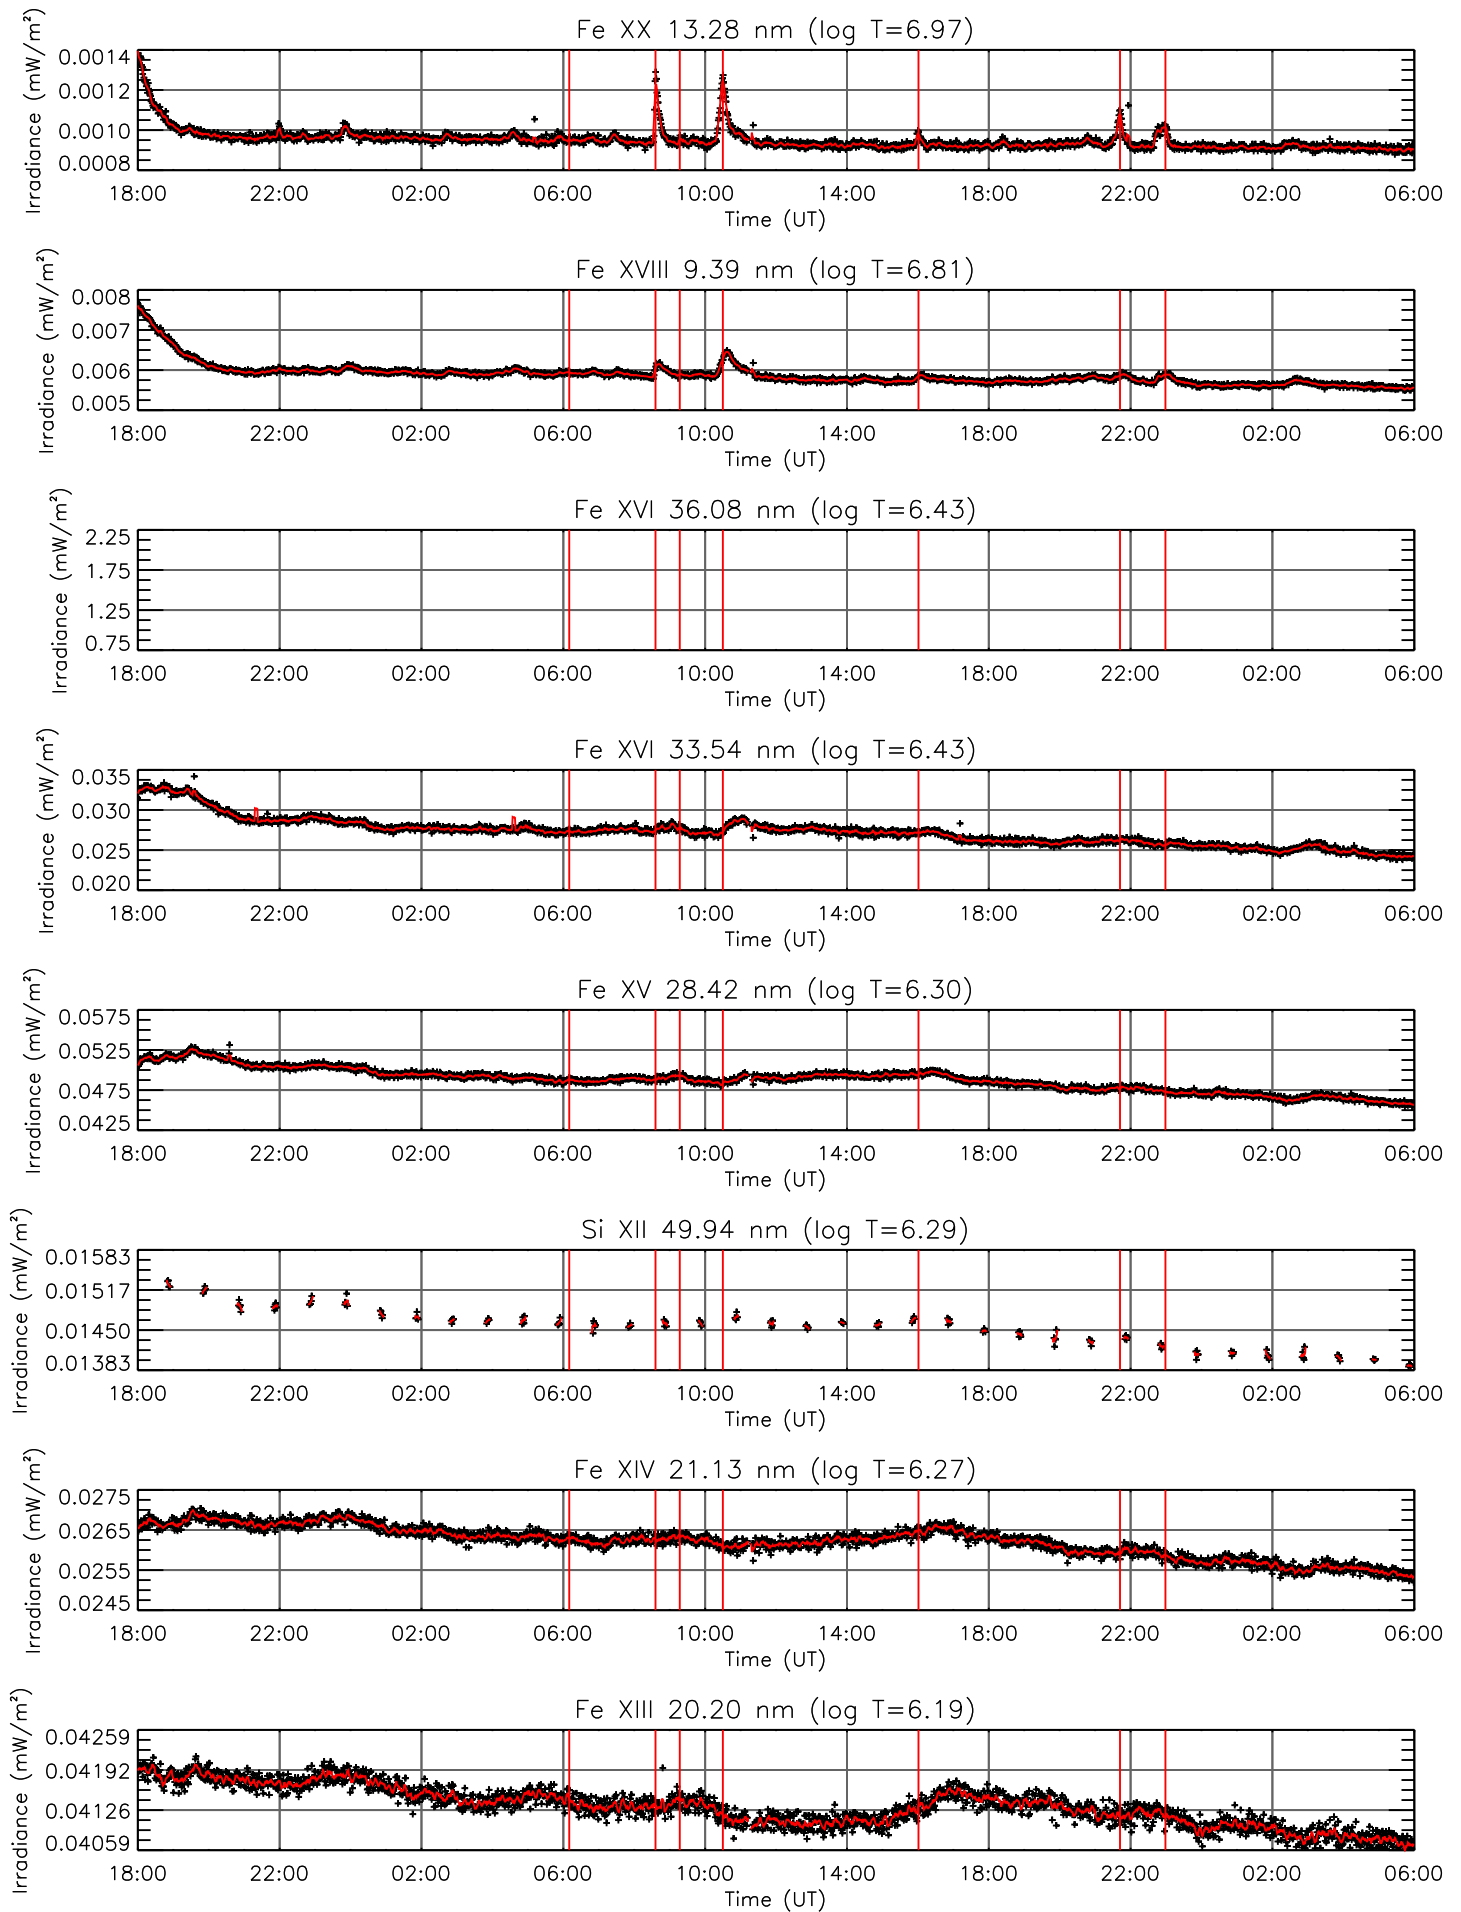 Fe XX 13.28 nm (log T=6.97)
Irradiance (mW/m²)
0.0014
0.0012
0.0010
0.0008
18:00 22:00 02:00 06:00 10:00 14:00 18:00 22:00 02:00 06:00
Time (UT)
Fe XVIII 9.39 nm (log T=6.81)
Irradiance (mW/m²)
0.008
0.007
0.006
0.005
18:00 22:00 02:00 06:00 10:00 14:00 18:00 22:00 02:00 06:00
Time (UT)
Fe XVI 36.08 nm (log T=6.43)
Irradiance (mW/m²)
2.25
1.75
1.25
0.75
18:00 22:00 02:00 06:00 10:00 14:00 18:00 22:00 02:00 06:00
Time (UT)
Fe XVI 33.54 nm (log T=6.43)
Irradiance (mW/m²)
0.035
0.030
0.025
0.020
18:00 22:00 02:00 06:00 10:00 14:00 18:00 22:00 02:00 06:00
Time (UT)
Fe XV 28.42 nm (log T=6.30)
Irradiance (mW/m²)
0.0575
0.0525
0.0475
0.0425
18:00 22:00 02:00 06:00 10:00 14:00 18:00 22:00 02:00 06:00
Time (UT)
Si XII 49.94 nm (log T=6.29)
Irradiance (mW/m²)
0.01583
0.01517
0.01450
0.01383
18:00 22:00 02:00 06:00 10:00 14:00 18:00 22:00 02:00 06:00
Time (UT)
Fe XIV 21.13 nm (log T=6.27)
Irradiance (mW/m²)
0.0275
0.0265
0.0255
0.0245
18:00 22:00 02:00 06:00 10:00 14:00 18:00 22:00 02:00 06:00
Time (UT)
Fe XIII 20.20 nm (log T=6.19)
Irradiance (mW/m²)
0.04259
0.04192
0.04126
0.04059
18:00 22:00 02:00 06:00 10:00 14:00 18:00 22:00 02:00 06:00
Time (UT)